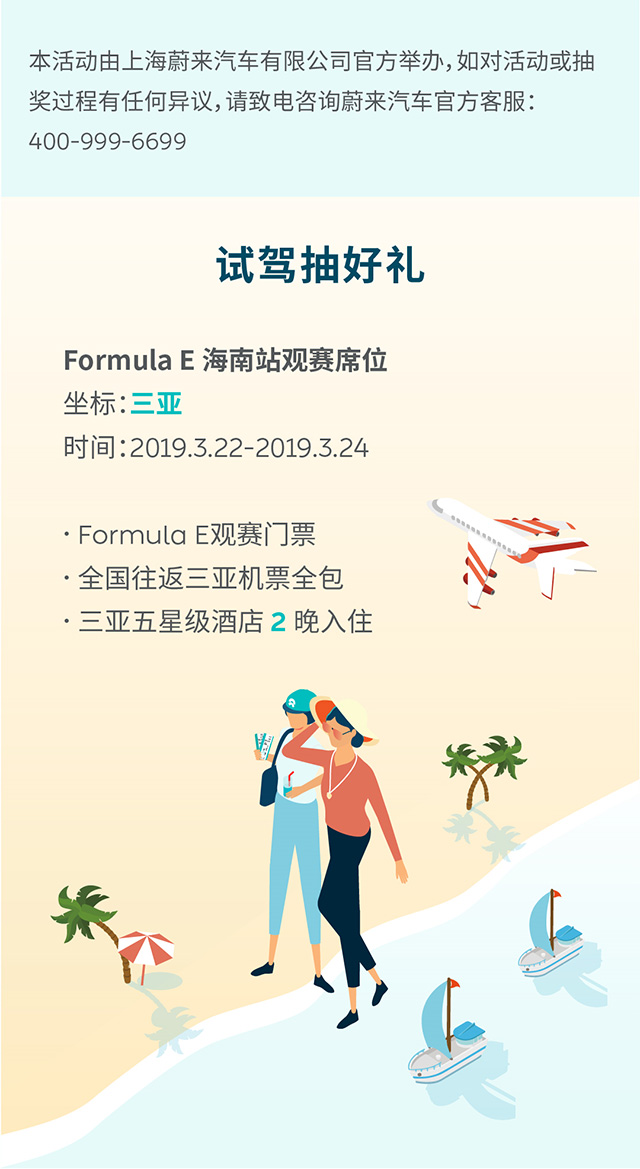 本活动由上海蔚来汽车有限公司官方举办，如对活动或抽
奖过程有任何异议，请致电咨询蔚来汽车官方客服：
400-999-6699
试驾抽好礼
Formula E 海南站观赛席位
坐标：三亚
时间：2019.3.22-2019.3.24
· Formula E观赛门票
· 全国往返三亚机票全包
· 三亚五星级酒店 2 晚入住